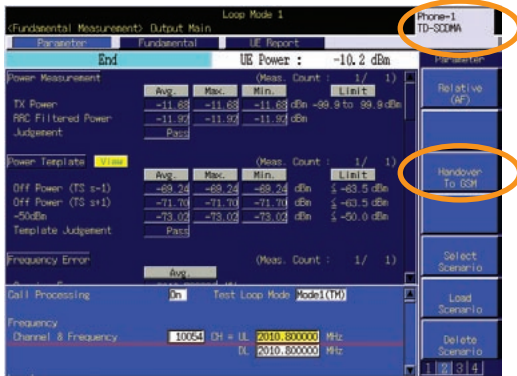 Loop Mode 1
Phone-1
<Fundamental Measurement> Output Main
TD-SCDMA
Parameter Fundamental UE Report
End UE Power : -10.2 dBm Parameter
Power Measurement (Meas. Count : 1/ 1)
Avg. Max. Min. Limit
TX Power -11.68 -11.68 -11.68 dBm -99.9 to 99.9 dBm
RRC Filtered Power -11.92 -11.92 -11.92 dBm
Judgement Pass
Relative
(AF)
Power Template View (Meas. Count : 1/ 1)
Avg. Max. Min. Limit
Off Power (TS s-1) -69.24 -69.24 -69.24 dBm ≤ -63.5 dBm
Off Power (TS s+1) -71.70 -71.70 -71.70 dBm ≤ -63.5 dBm
-50dBm -73.02 -73.02 -73.02 dBm ≤ -50.0 dBm
Template Judgement Pass
Handover
To GSM
Frequency Error (Meas. Count : 1/ 1)
Avg.
Select
Scenario
Call Processing On Test Loop Mode Mode1(TM)
Load
Scenario
Frequency
Channel & Frequency 10054 CH = UL 2010.800000 MHz
DL 2010.800000 MHz
Delete
Scenario
1 2 3 4